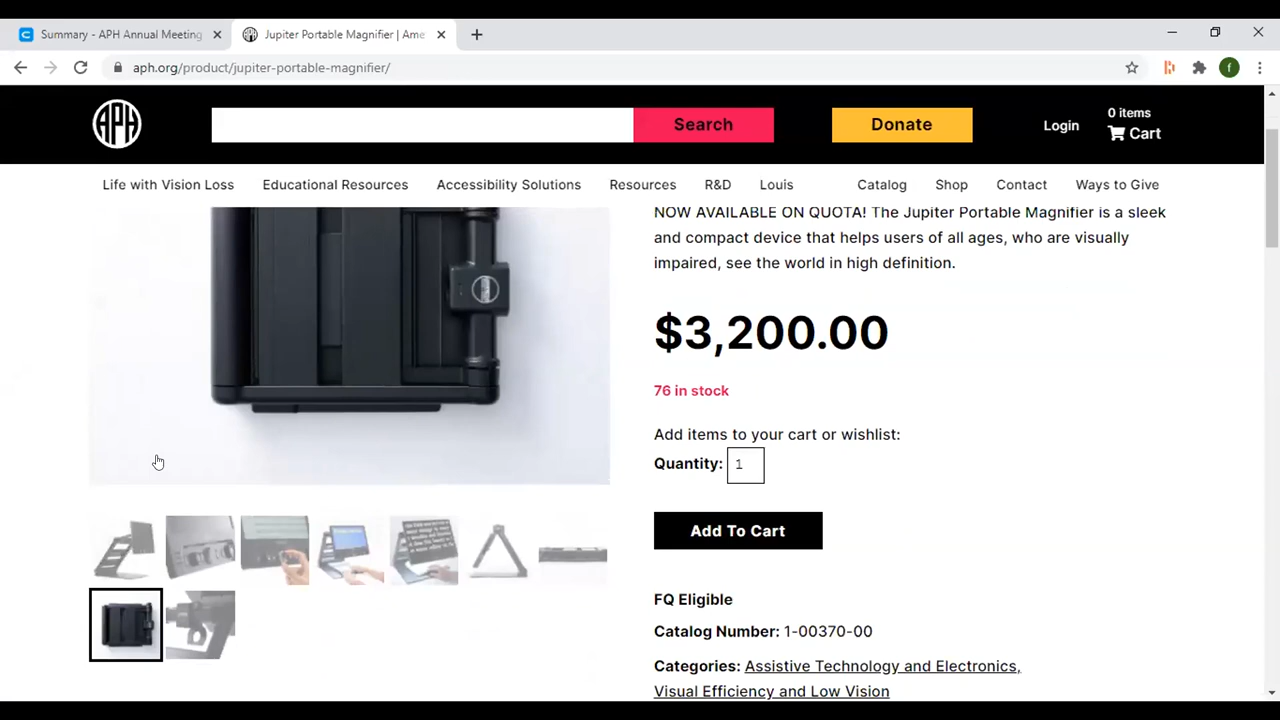 Summary - APH Annual Meeting
Jupiter Portable Magnifier | Ame
aph.org/product/jupiter-portable-magnifier/
f
APH
Search
Donate
Login
0 items
Cart
Life with Vision Loss
Educational Resources
Accessibility Solutions
Resources
R&D
Louis
Catalog
Shop
Contact
Ways to Give
NOW AVAILABLE ON QUOTA! The Jupiter Portable Magnifier is a sleek
and compact device that helps users of all ages, who are visually
impaired, see the world in high definition.
$3,200.00
76 in stock
Add items to your cart or wishlist:
Quantity: 1
Add To Cart
FQ Eligible
Catalog Number: 1-00370-00
Categories: Assistive Technology and Electronics,
Visual Efficiency and Low Vision